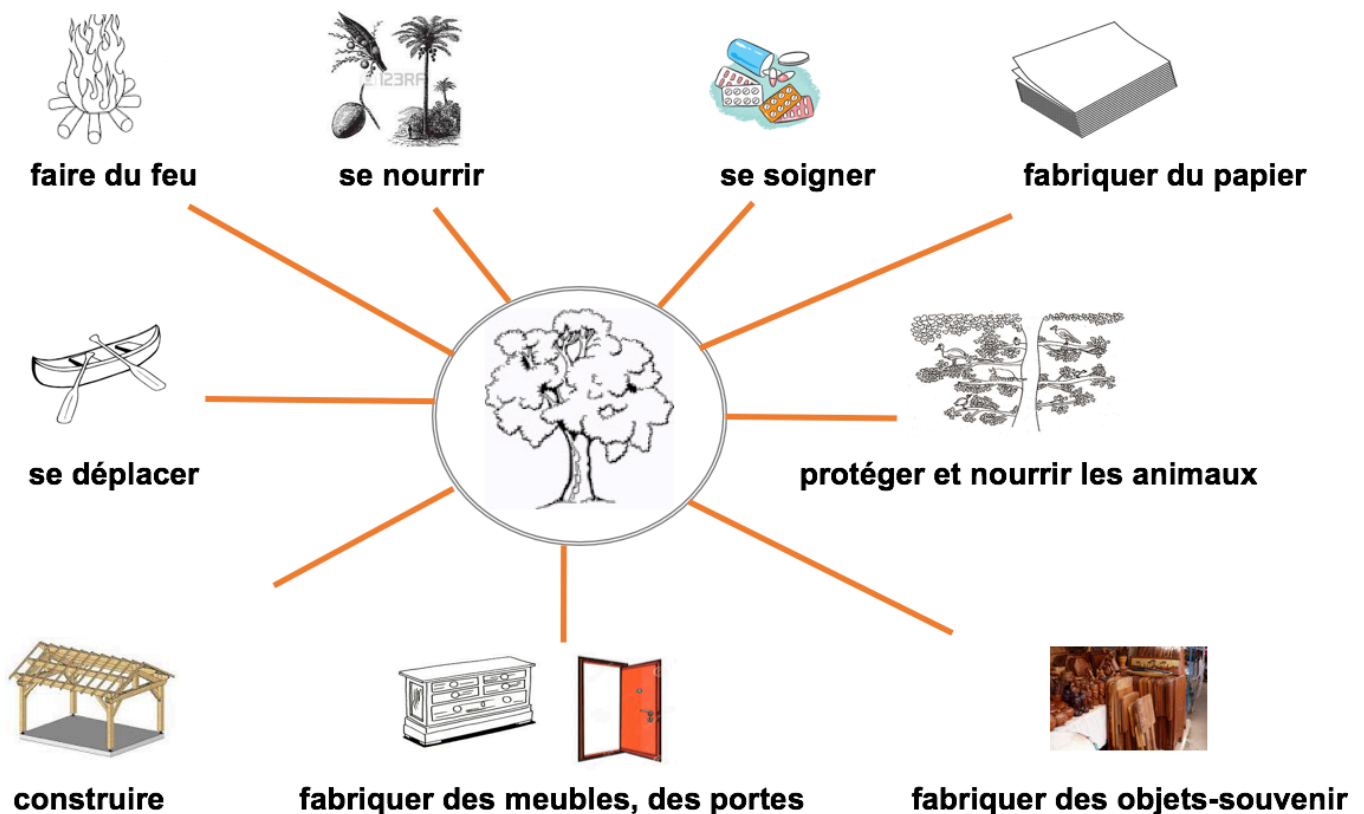 faire du feu
se nourrir
se soigner
fabriquer du papier
se déplacer
protéger et nourrir les animaux
construire
fabriquer des meubles, des portes
fabriquer des objets-souvenir